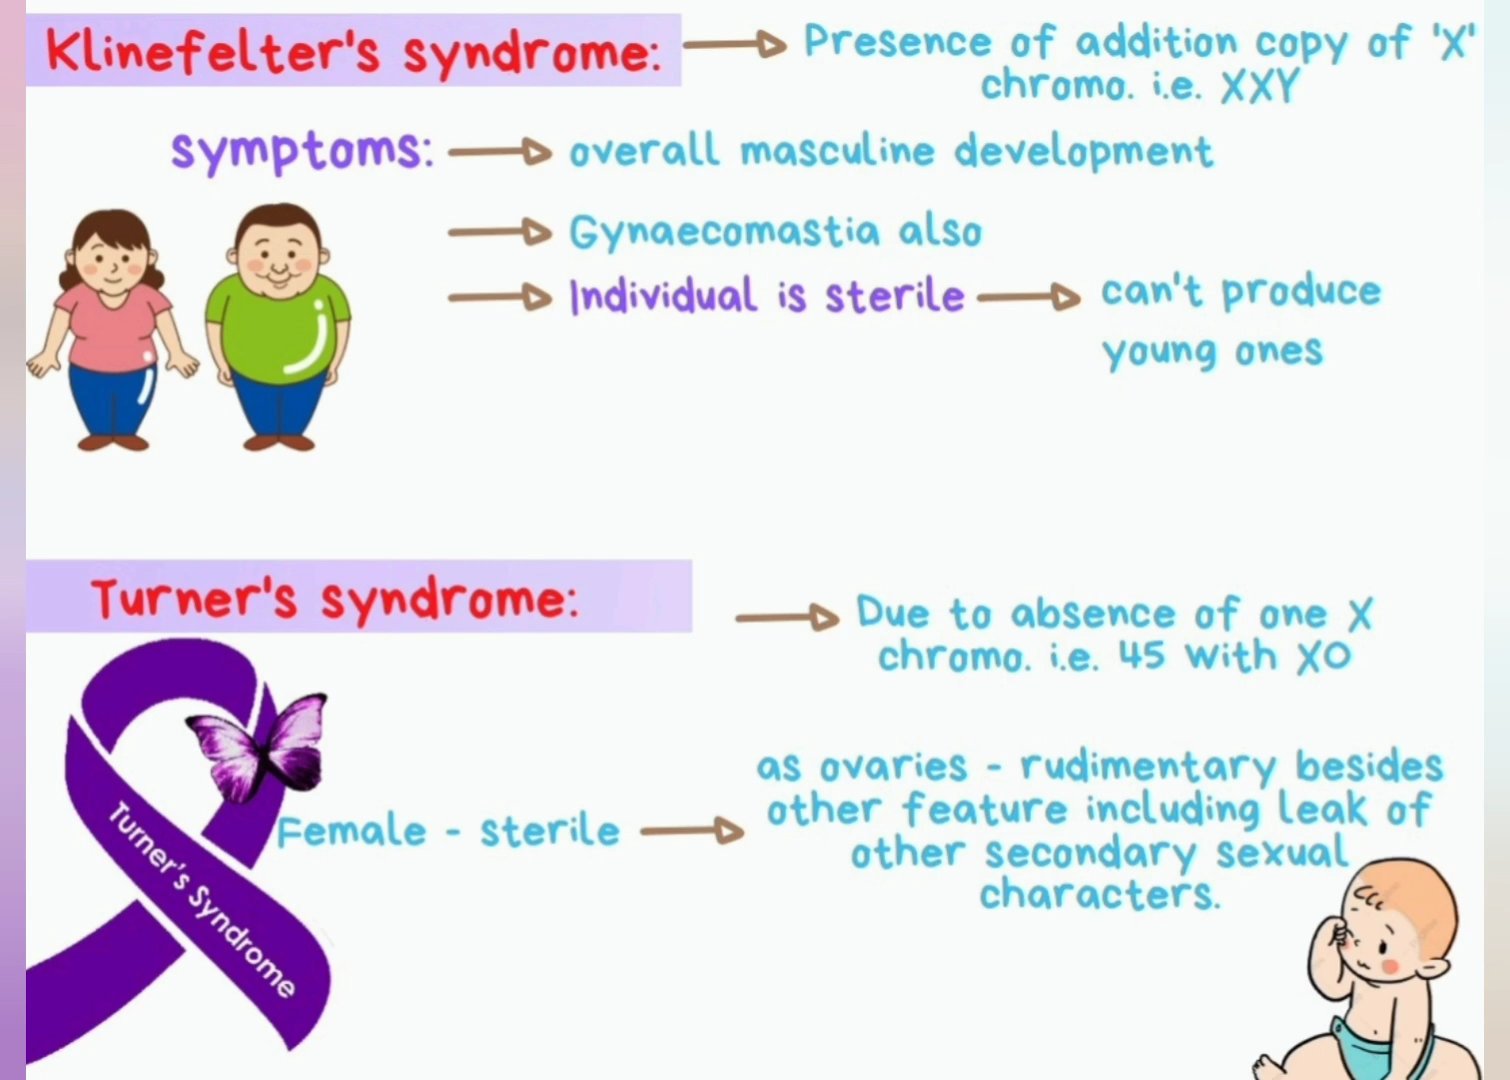 Klinefelter's syndrome:
Presence of addition copy of 'X'
chromo. i.e. XXY
symptoms:
overall masculine development
Gynaecomastia also
Individual is sterile
can't produce
young ones
Turner's syndrome:
Due to absence of one X
chromo. i.e. 45 with XO
Female - sterile
as ovaries - rudimentary besides
other feature including leak of
other secondary sexual
characters.
Turner's Syndrome